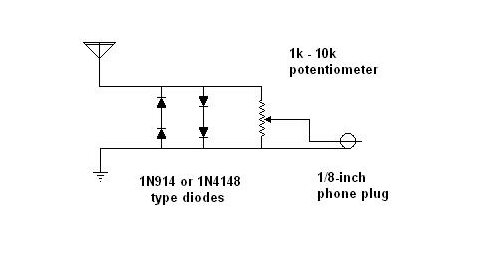 1k - 10k
potentiometer
1N914 or 1N4148
type diodes
1/8-inch
phone plug